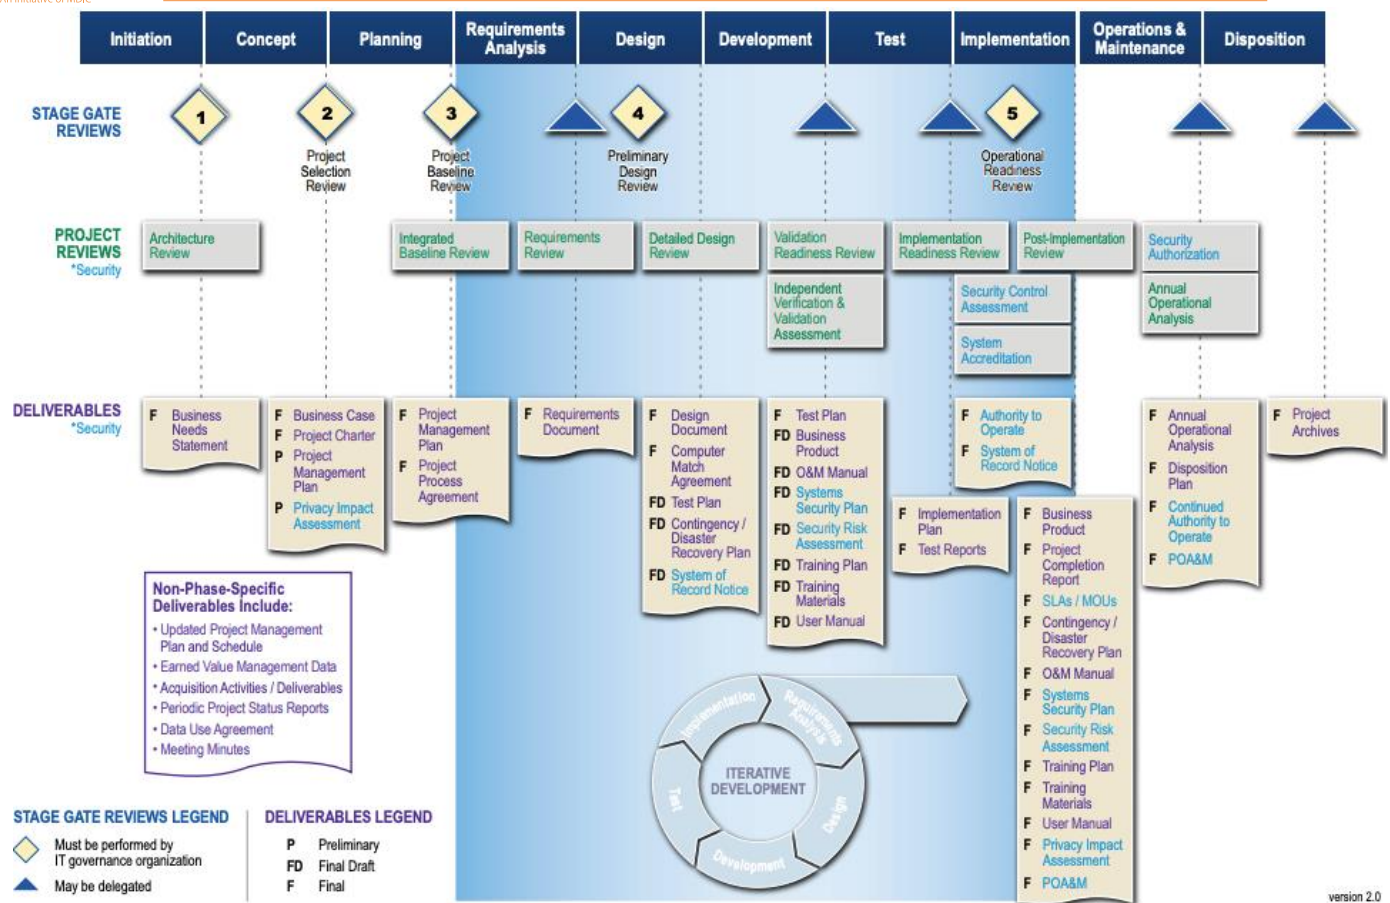 An initiative of MDIC
Initiation
Concept
Planning
Requirements
Analysis
Design
Development
Test
Implementation
Operations &
Maintenance
Disposition
STAGE GATE
REVIEWS
1
2
Project
Selection
Review
3
Project
Baseline
Review
4
Preliminary
Design
Review
5
Operational
Readiness
Review
PROJECT
REVIEWS
*Security
Architecture
Review
Integrated
Baseline Review
Requirements
Review
Detailed Design
Review
Validation
Readiness Review
Independent
Verification &
Validation
Assessment
Implementation
Readiness Review
Security Control
Assessment
System
Accreditation
Post-Implementation
Review
Security
Authorization
Annual
Operational
Analysis
DELIVERABLES
*Security
F Business
Needs
Statement
F Business Case
F Project Charter
P Project
Management
Plan
P Privacy Impact
Assessment
F Project
Management
Plan
F Project
Process
Agreement
F Requirements
Document
F Design
Document
F Computer
Match
Agreement
FD Test Plan
FD Contingency /
Disaster
Recovery Plan
FD System of
Record Notice
F Test Plan
FD Business
Product
FD O&M Manual
FD Systems
Security Plan
FD Security Risk
Assessment
FD Training Plan
FD Training
Materials
FD User Manual
F Implementation
Plan
F Test Reports
F Authority to
Operate
F System of
Record Notice
F Business
Product
F Project
Completion
Report
F SLAs / MOUs
F Contingency /
Disaster
Recovery Plan
F O&M Manual
F Systems
Security Plan
F Security Risk
Assessment
F Training Plan
F Training
Materials
F User Manual
F Privacy Impact
Assessment
F POA&M
F Annual
Operational
Analysis
F Disposition
Plan
F Continued
Authority to
Operate
F POA&M
F Project
Archives
Non-Phase-Specific
Deliverables Include:
• Updated Project Management
Plan and Schedule
• Earned Value Management Data
• Acquisition Activities / Deliverables
• Periodic Project Status Reports
• Data Use Agreement
• Meeting Minutes
ITERATIVE
DEVELOPMENT
Requirements
Analysis
Design
Development
Test
Implementation
STAGE GATE REVIEWS LEGEND
Must be performed by
IT governance organization
May be delegated
DELIVERABLES LEGEND
P Preliminary
FD Final Draft
F Final
version 2.0